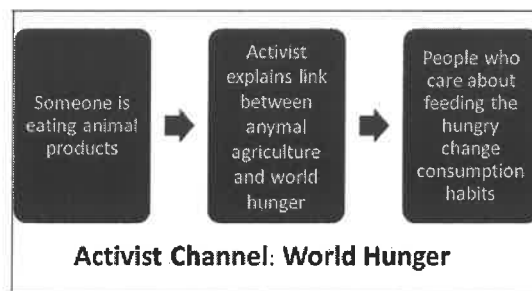 Someone is
eating animal
products
Activist
explains link
between
anymal
agriculture
and world
hunger
People who
care about
feeding the
hungry
change
consumption
habits
Activist Channel: World Hunger